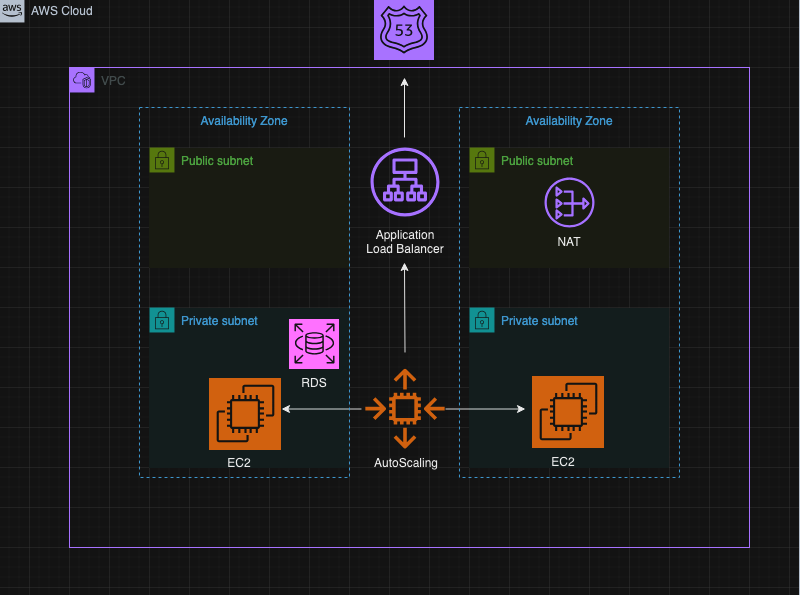 aws
AWS Cloud
53
VPC
Availability Zone
Availability Zone
Public subnet
Public subnet
Application
Load Balancer
NAT
Private subnet
Private subnet
RDS
EC2
AutoScaling
EC2